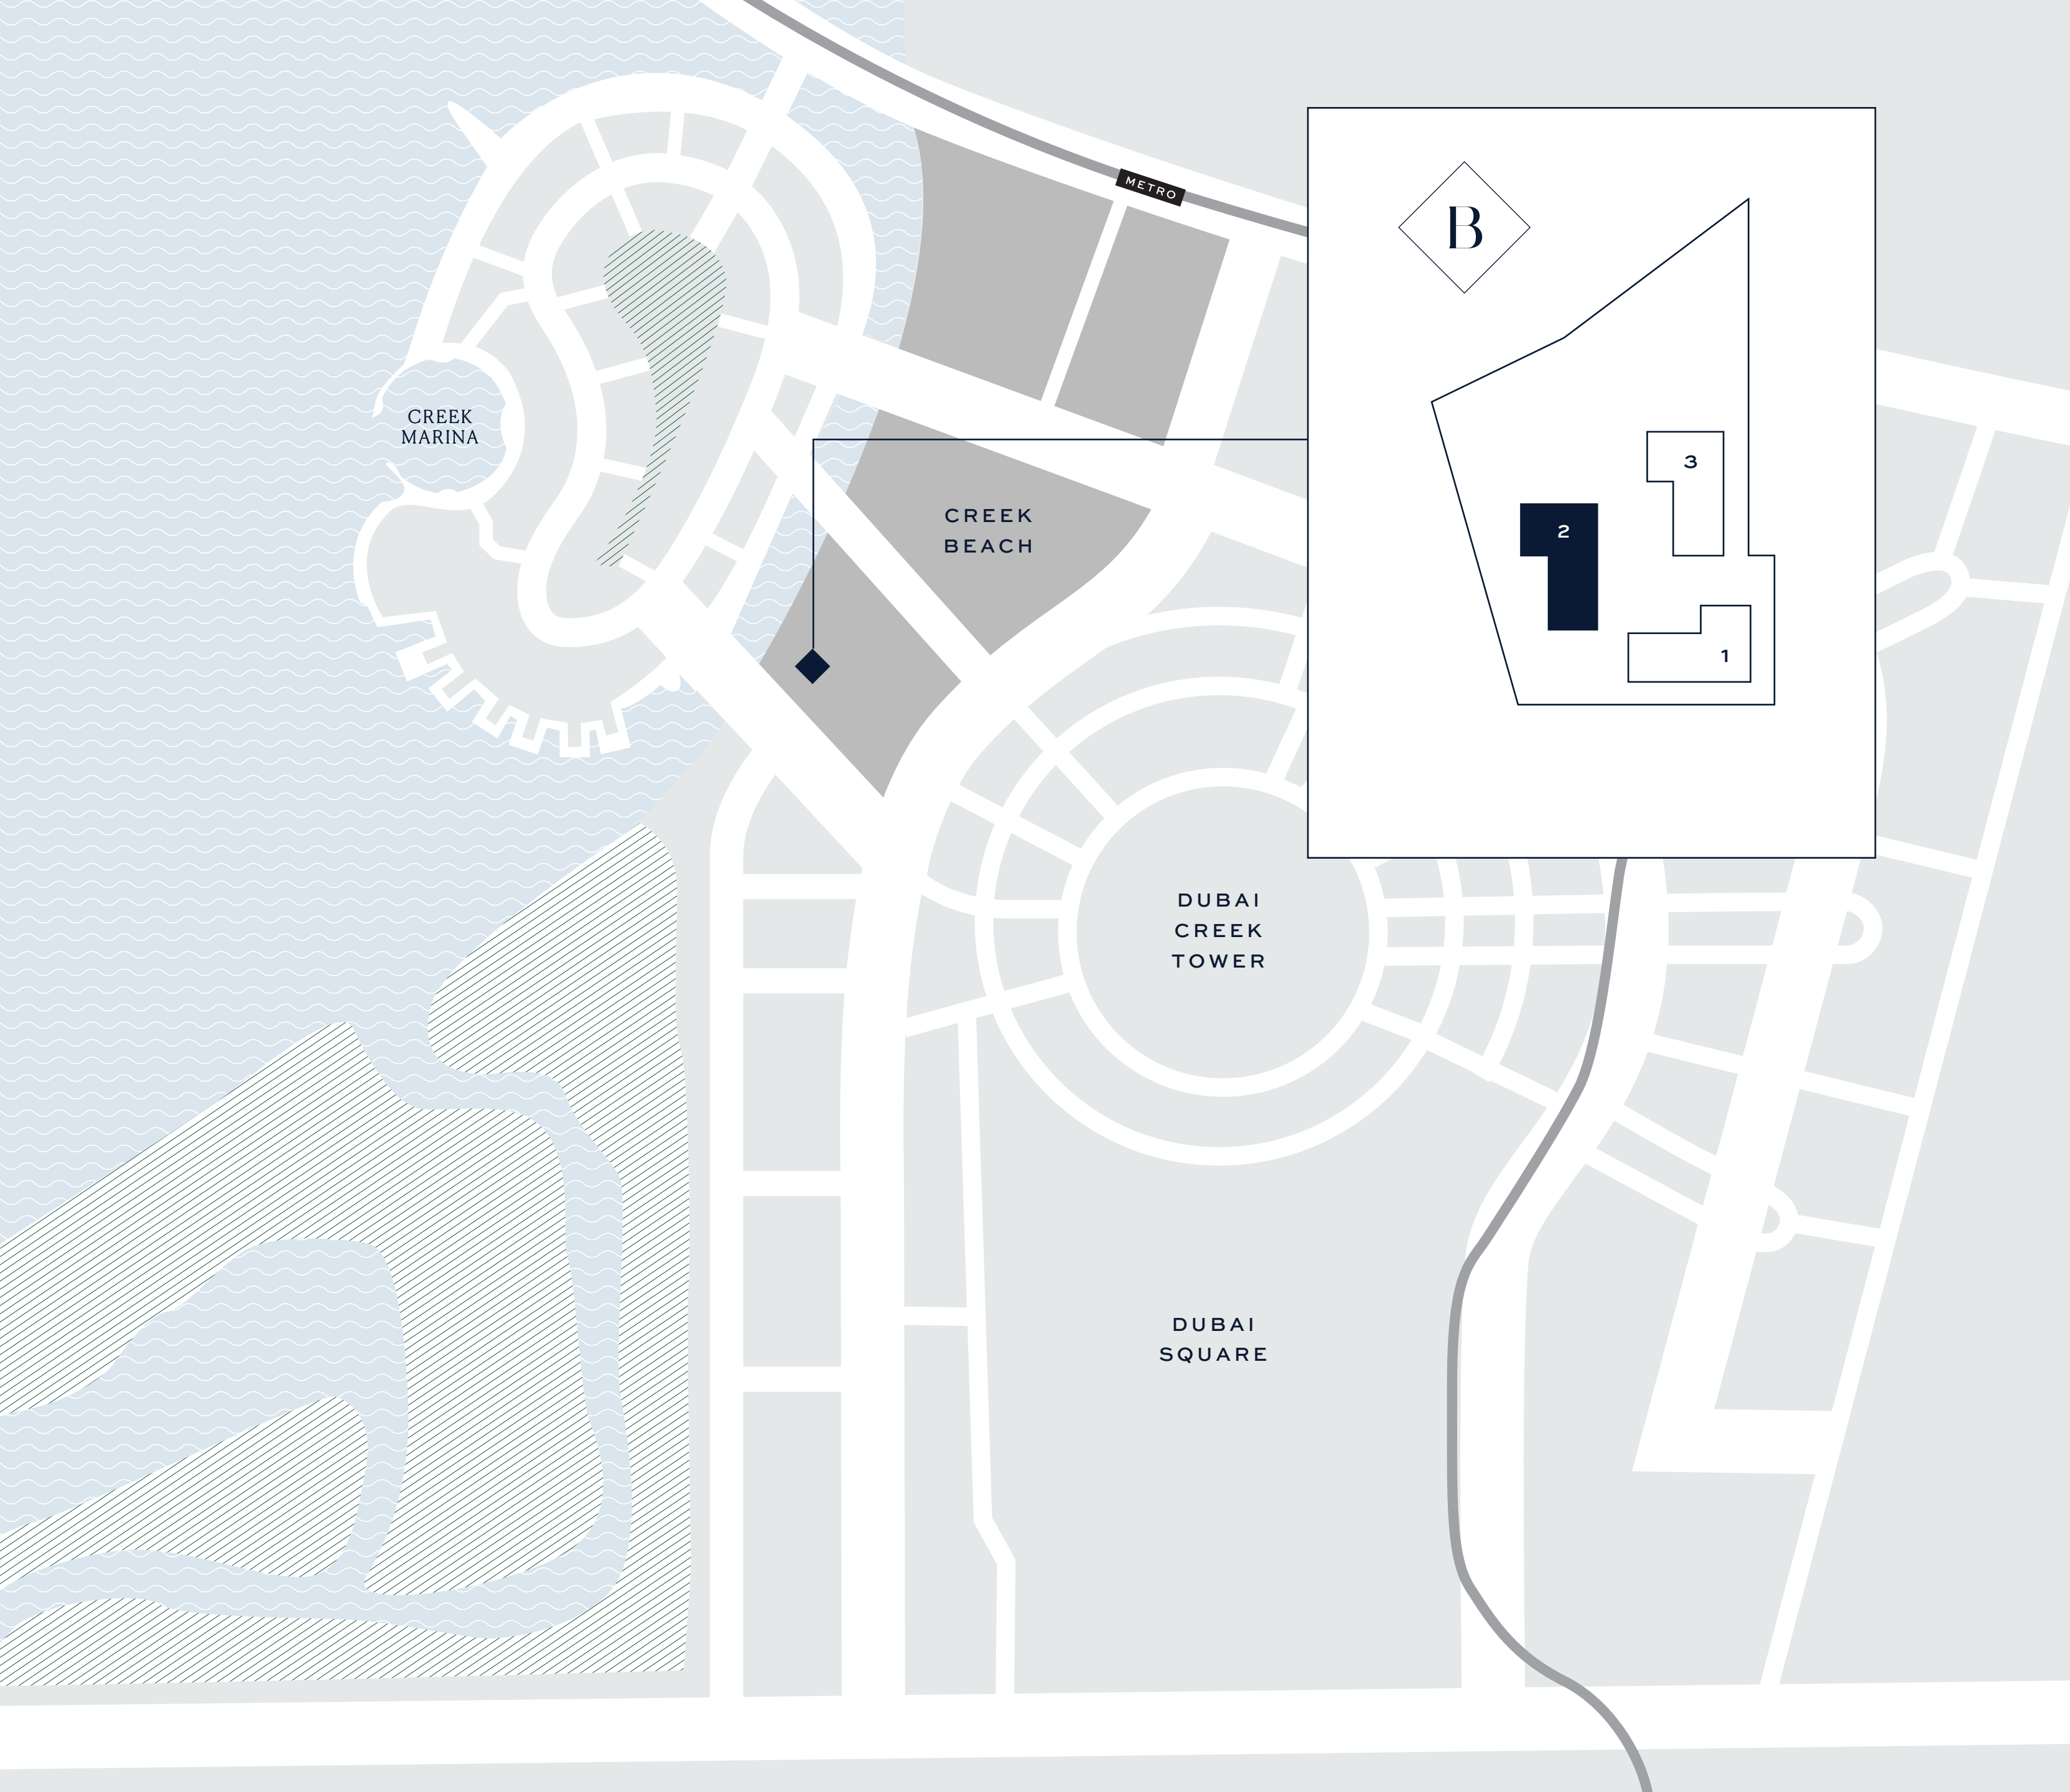 METRO
B
CREEK
MARINA
3
CREEK
BEACH
2
1
DUBAI
CREEK
TOWER
DUBAI
SQUARE